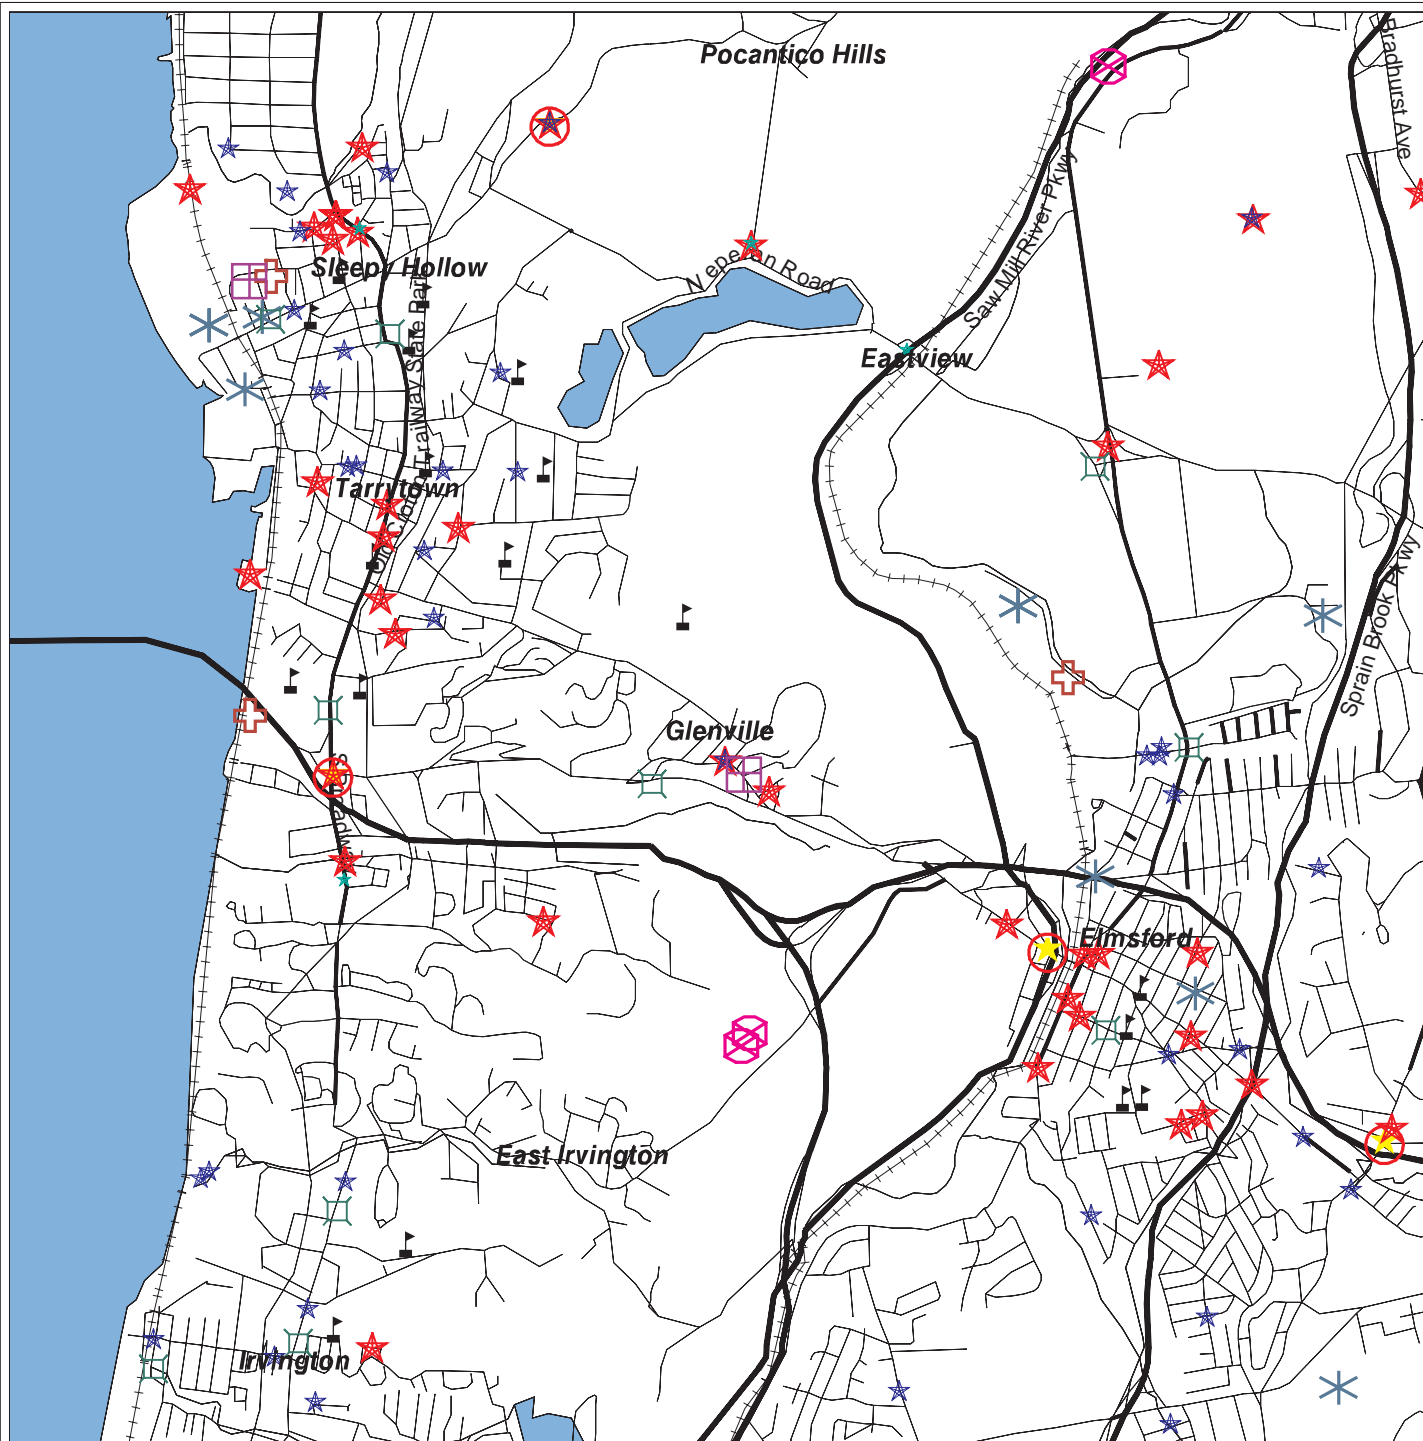 Pocantico Hills
Bradhurst Ave
Saw Mill River Pkwy
Sleepy Hollow
Neperan Road
Eastview
Tarrytown
Sprain Brook Pkwy
Glenville
Elmsford
East Irvington
Irvington